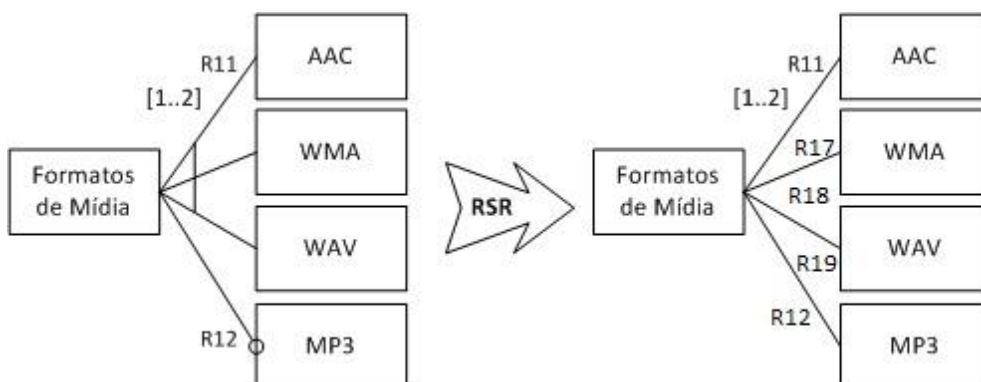 AAC
R11
[1..2]
WMA
Formatos
de Mídia
WAV
R12
MP3
RSR
AAC
R11
[1..2]
R17
WMA
Formatos
de Mídia
R18
WAV
R19
R12
MP3